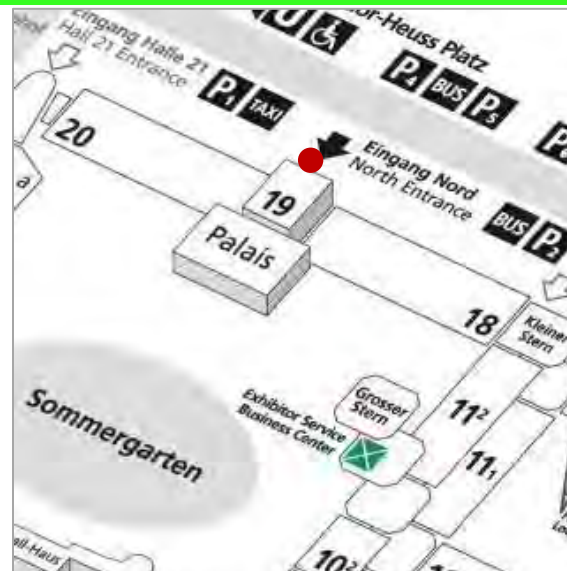 or-Heuss Platz
U
Eingang Halle 21
Hall 21 Entrance
P1 TAXI
P4 BUS P5
Eingang Nord
North Entrance
BUS P2
20
19
Palais
18
Kleiner
Stern
a
Sommergarten
Exhibitor Service
Business Center
Grosser
Stern
11²
11₁
10²